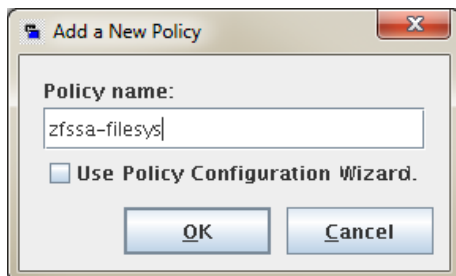 Add a New Policy
Policy name:
zfssa-filesys
Use Policy Configuration Wizard.
OK
Cancel